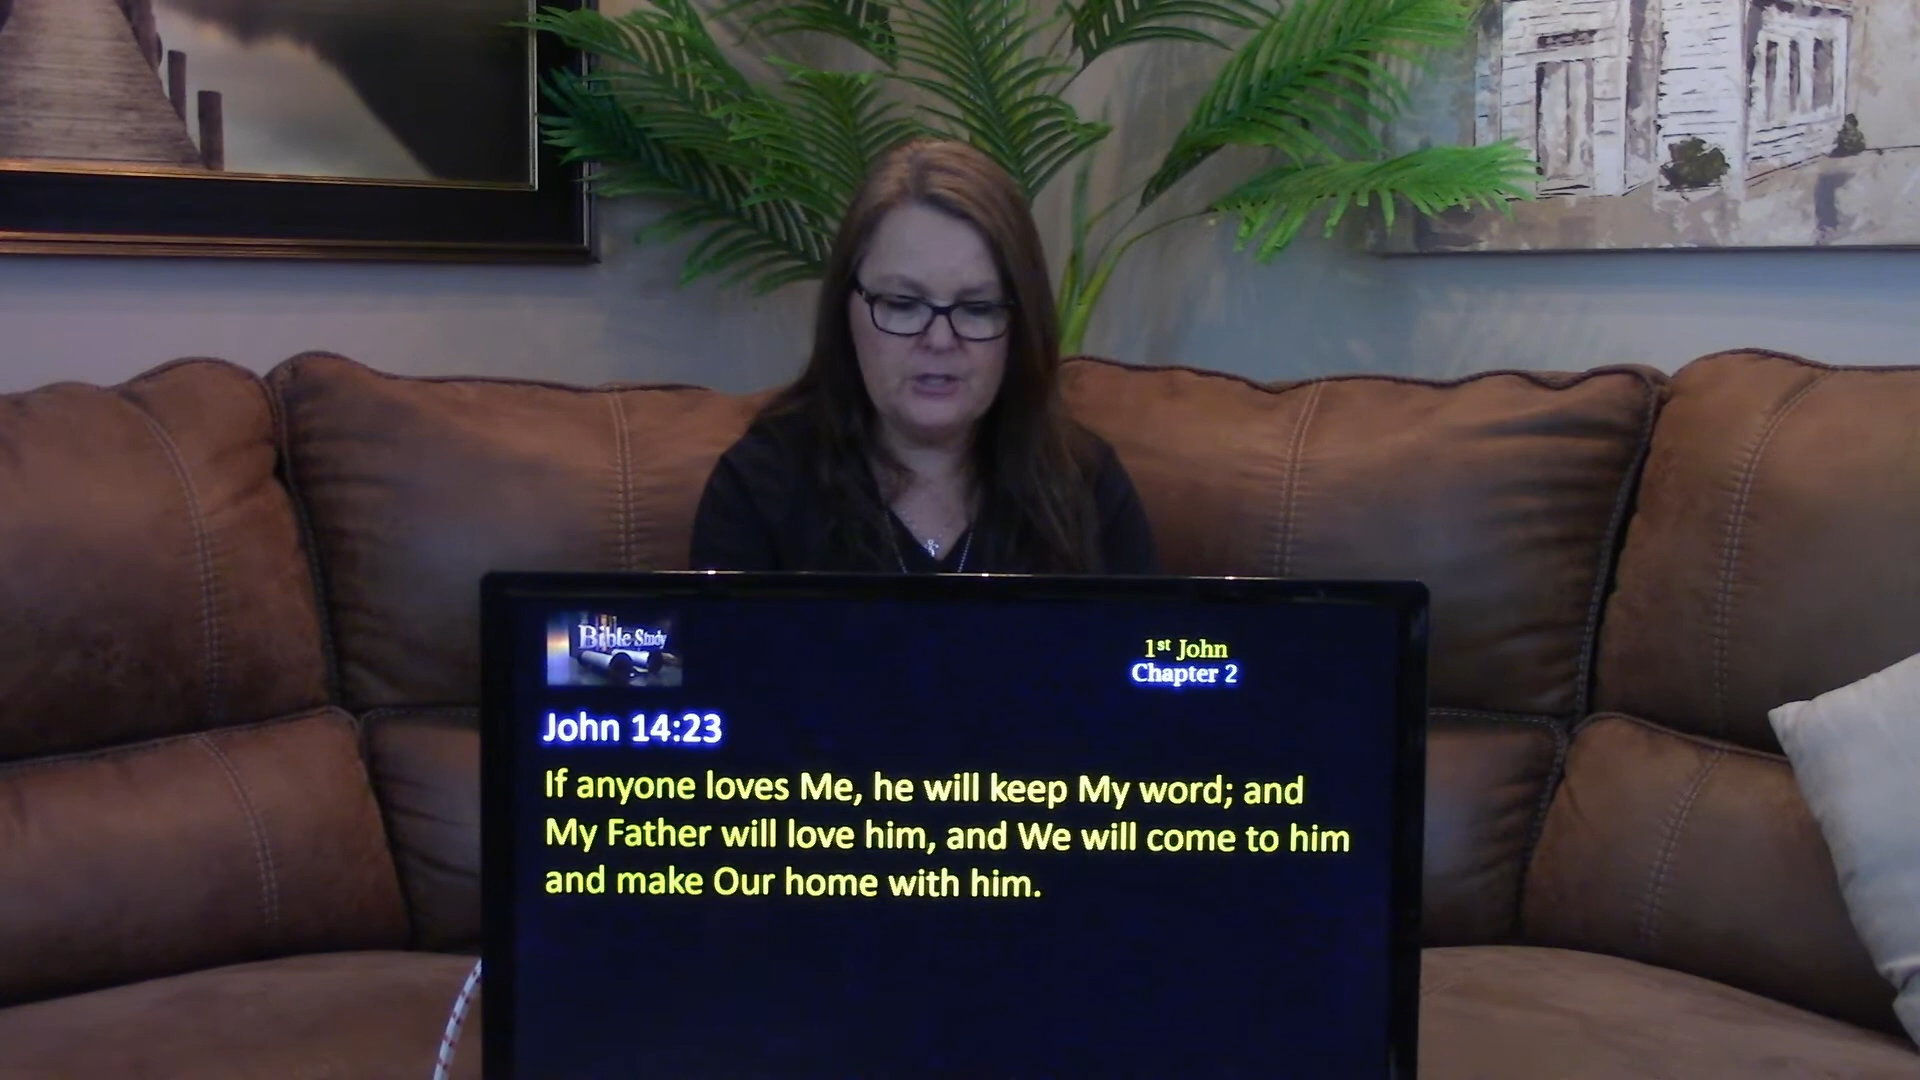 Bible Study
1st John
Chapter 2
John 14:23
If anyone loves Me, he will keep My word; and
My Father will love him, and We will come to him
and make Our home with him.